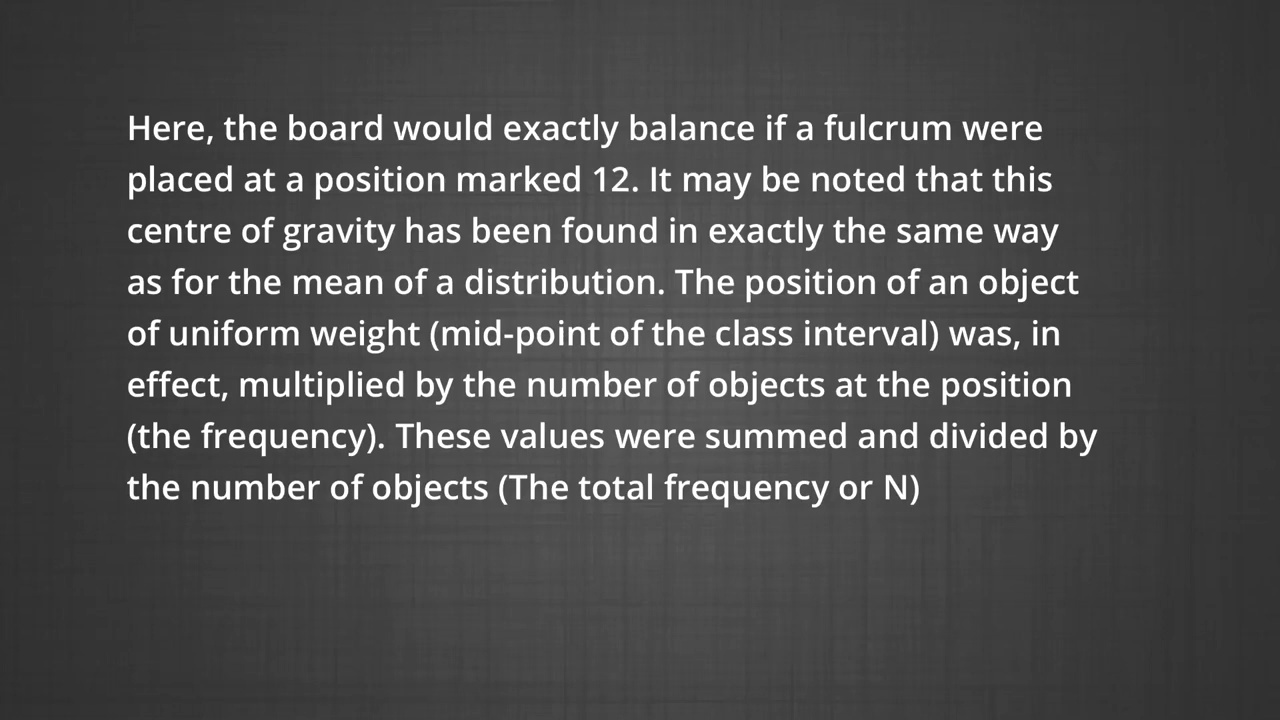 Here, the board would exactly balance if a fulcrum were
placed at a position marked 12. It may be noted that this
centre of gravity has been found in exactly the same way
as for the mean of a distribution. The position of an object
of uniform weight (mid-point of the class interval) was, in
effect, multiplied by the number of objects at the position
(the frequency). These values were summed and divided by
the number of objects (The total frequency or N)